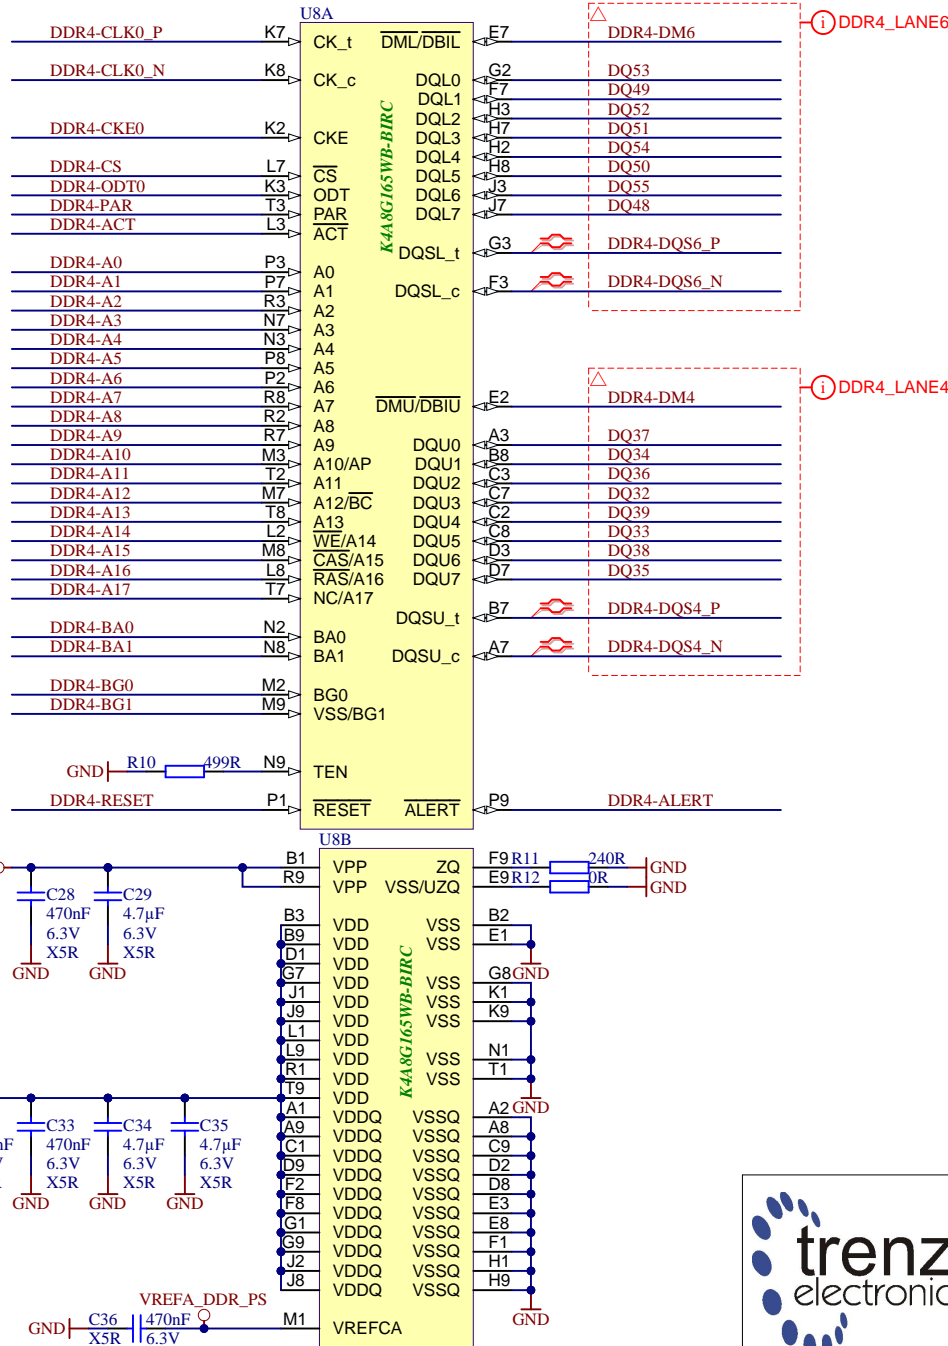 U8A
DDR4-CLK0_P K7 CK_t DML/DBIL E7 DDR4-DM6 i DDR4_LANE6
DDR4-CLK0_N K8 CK_c DQL0 G2 DQ53
DQL1 F7 DQ49
DQL2 H3 DQ52
DDR4-CKE0 K2 CKE DQL3 H7 DQ51
DQL4 H2 DQ54
DDR4-CS L7 CS DQL5 H8 DQ50
DDR4-ODT0 K3 ODT DQL6 J3 DQ55
DDR4-PAR T3 PAR DQL7 J7 DQ48
DDR4-ACT L3 ACT
K4A8G165WB-BIRC
DQSL_t G3 DDR4-DQS6_P
DDR4-A0 P3 A0
DDR4-A1 P7 A1 DQSL_c F3 DDR4-DQS6_N
DDR4-A2 R3 A2
DDR4-A3 N7 A3
DDR4-A4 N3 A4
DDR4-A5 P8 A5
DDR4-A6 P2 A6 i DDR4_LANE4
DDR4-A7 R8 A7 DMU/DBIU E2 DDR4-DM4
DDR4-A8 R2 A8
DDR4-A9 R7 A9 DQU0 A3 DQ37
DDR4-A10 M3 A10/AP DQU1 B8 DQ34
DDR4-A11 T2 A11 DQU2 C3 DQ36
DDR4-A12 M7 A12/BC DQU3 C7 DQ32
DDR4-A13 T8 A13 DQU4 C2 DQ39
DDR4-A14 L2 WE/A14 DQU5 C8 DQ33
DDR4-A15 M8 CAS/A15 DQU6 D3 DQ38
DDR4-A16 L8 RAS/A16 DQU7 D7 DQ35
DDR4-A17 T7 NC/A17
DQSU_t B7 DDR4-DQS4_P
DDR4-BA0 N2 BA0
DDR4-BA1 N8 BA1 DQSU_c A7 DDR4-DQS4_N
DDR4-BG0 M2 BG0
DDR4-BG1 M9 VSS/BG1
GND R10 499R N9 TEN
DDR4-RESET P1 RESET ALERT P9 DDR4-ALERT
U8B
B1 VPP ZQ F9 R11 240R GND
R9 VPP VSS/UZQ E9 R12 0R GND
C28 470nF 6.3V X5R GND
C29 4.7µF 6.3V X5R GND
B3 VDD VSS B2
B9 VDD VSS E1
D1 VDD GND
G7 VDD VSS G8
J1 VDD VSS K1
J9 VDD VSS K9
L1 VDD
L9 VDD VSS N1
R1 VDD VSS T1
T9 VDD GND
K4A8G165WB-BIRC
A1 VDDQ VSSQ A2
A9 VDDQ VSSQ A8
C1 VDDQ VSSQ C9
D9 VDDQ VSSQ D2
F2 VDDQ VSSQ D8
F8 VDDQ VSSQ E3
G1 VDDQ VSSQ E8
G9 VDDQ VSSQ F1
J2 VDDQ VSSQ H1
J8 VDDQ VSSQ H9
GND
C33 470nF 6.3V X5R GND
C34 4.7µF 6.3V X5R GND
C35 4.7µF 6.3V X5R GND
VREFA_DDR_PS
GND C36 470nF X5R 6.3V M1 VREFCA
trenz
electronic